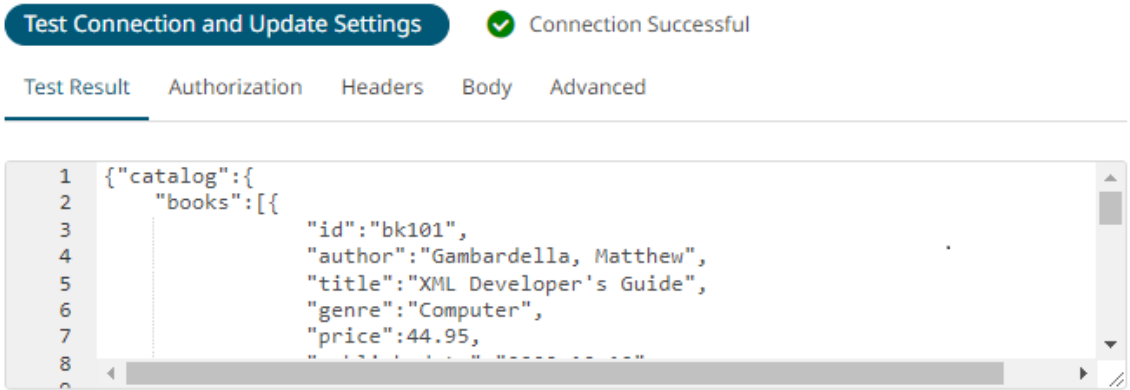 Test Connection and Update Settings Connection Successful
Test Result Authorization Headers Body Advanced
1 {"catalog":{
2 "books":[{
3 "id":"bk101",
4 "author":"Gambardella, Matthew",
5 "title":"XML Developer's Guide",
6 "genre":"Computer",
7 "price":44.95,
8